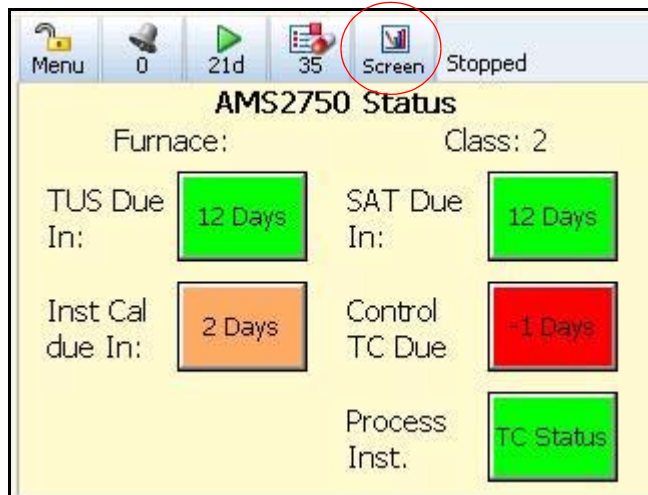 Menu 0 21d 35 Screen Stopped
AMS2750 Status
Furnace: Class: 2
TUS Due In: 12 Days SAT Due In: 12 Days
Inst Cal due In: 2 Days Control TC Due -1 Days
Process Inst. TC Status